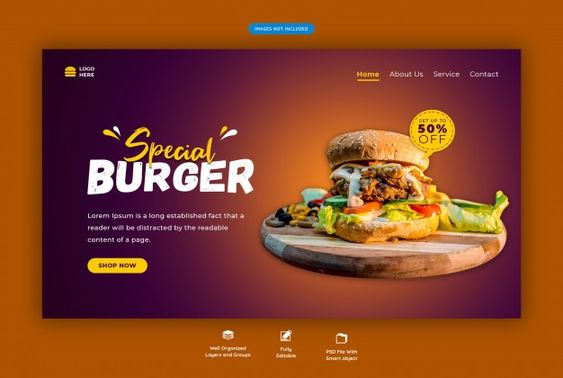 IMAGES NOT INCLUDED
LOGO
HERE
Home About Us Service Contact
GET UP TO
50%
OFF
Special
BURGER
Lorem Ipsum is a long established fact that a
reader will be distracted by the readable
content of a page.
SHOP NOW
Well Organized
Layers and Groups
Fully
Editable
PSD File With
Smart object